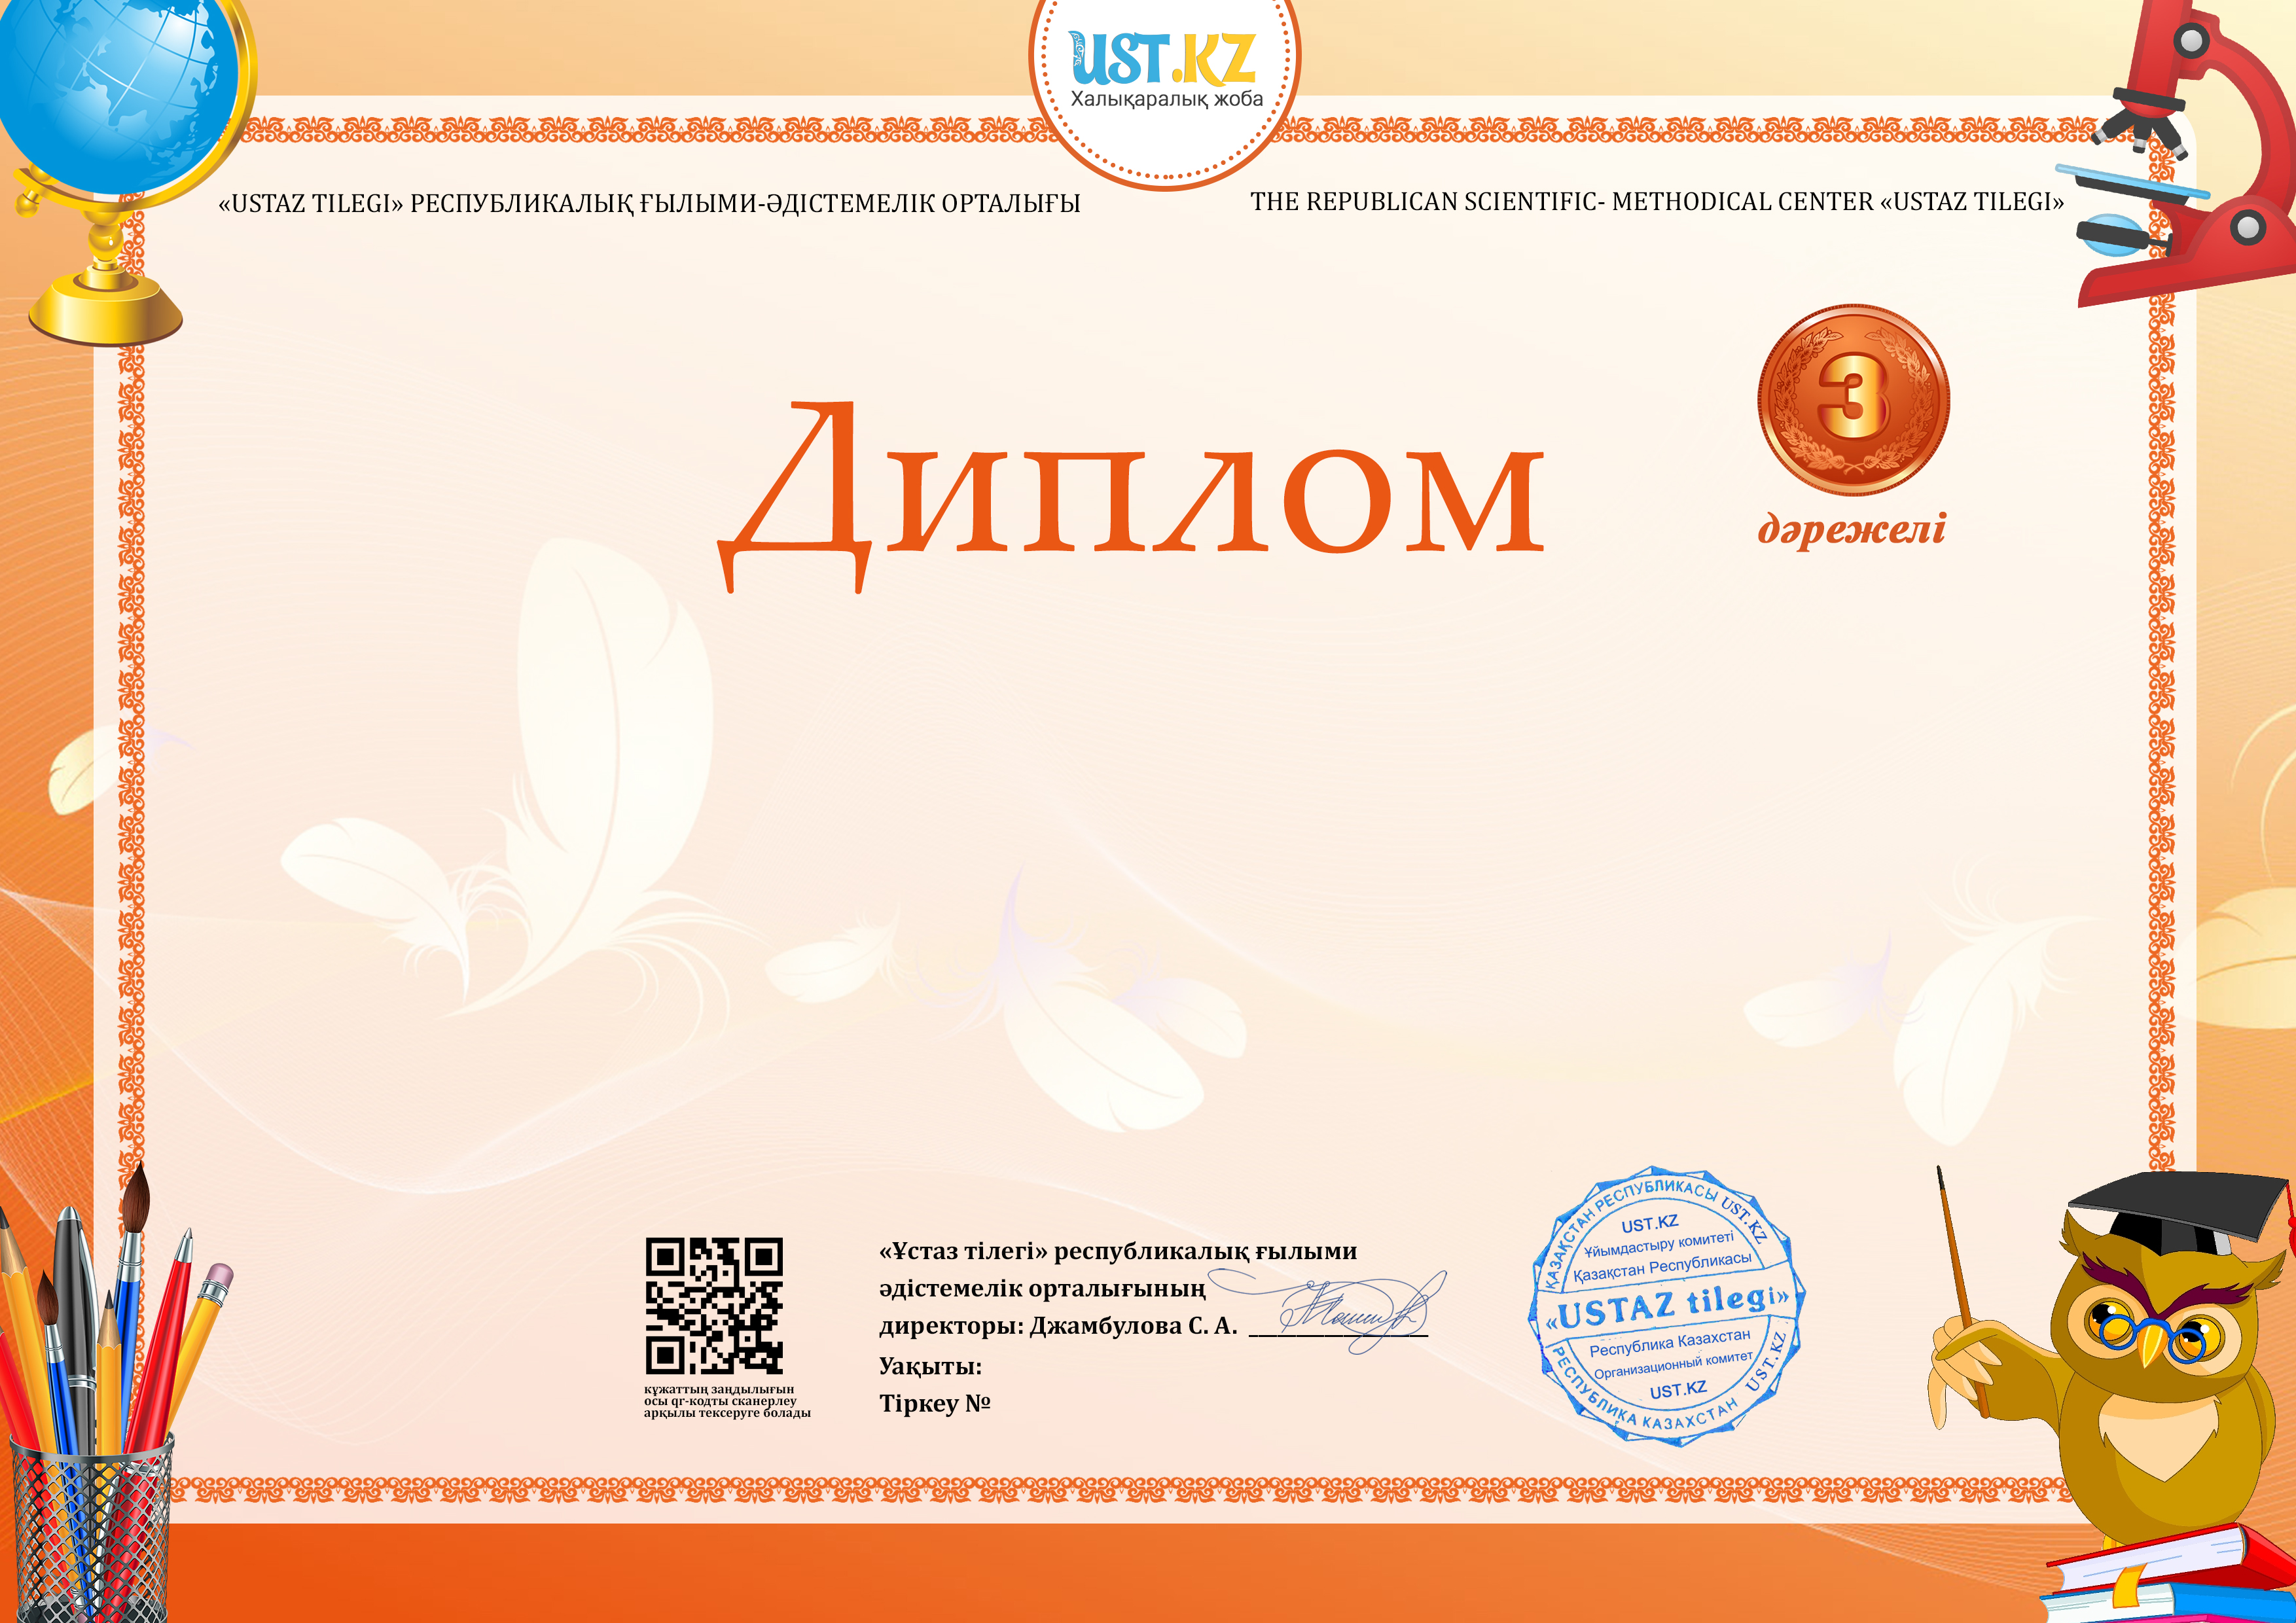 UST.KZ
Халықаралық жоба
«USTAZ TILEGI» РЕСПУБЛИКАЛЫҚ ҒЫЛЫМИ-ӘДІСТЕМЕЛІК ОРТАЛЫҒЫ
THE REPUBLICAN SCIENTIFIC- METHODICAL CENTER «USTAZ TILEGI»
3
дәрежелі
Диплом
«Ұстаз тілегі» республикалық ғылыми
әдістемелік орталығының
директоры: Джамбулова С. А.
Уақыты:
Тіркеу №
құжаттың заңдылығын
осы qr-кодты сканерлеу
арқылы тексеруге болады
ҚАЗАҚСТАН РЕСПУБЛИКАСЫ UST.KZ
UST.KZ
Ұйымдастыру комитеті
Қазақстан Республикасы
«USTAZ tilegi»
Республика Казахстан
Организационный комитет
UST.KZ
РЕСПУБЛИКА КАЗАХСТАН UST.KZ